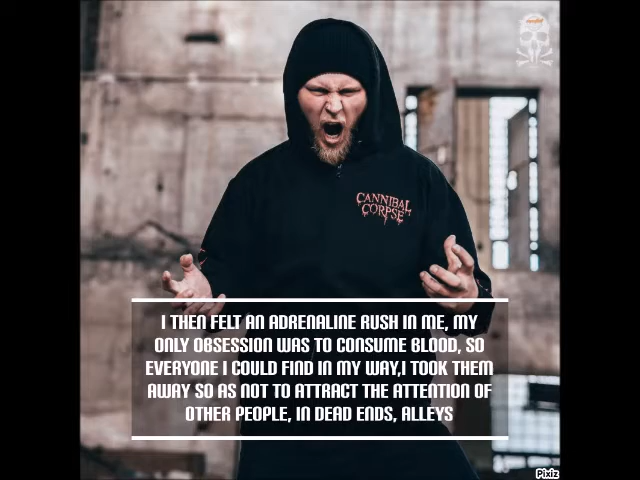 CANNIBAL
CORPSE
I THEN FELT AN ADRENALINE RUSH IN ME, MY
ONLY OBSESSION WAS TO CONSUME BLOOD, SO
EVERYONE I COULD FIND IN MY WAY,I TOOK THEM
AWAY SO AS NOT TO ATTRACT THE ATTENTION OF
OTHER PEOPLE, IN DEAD ENDS, ALLEYS
Pixiz